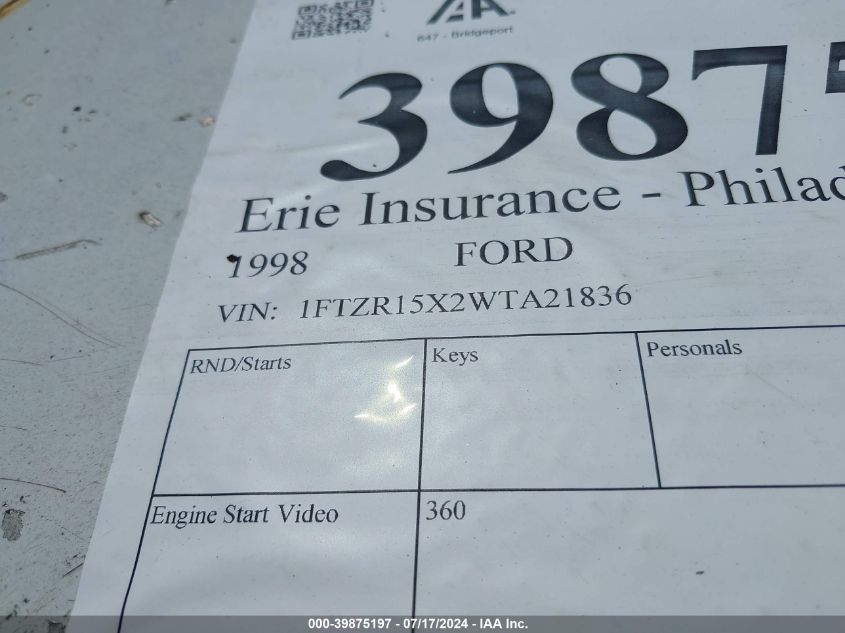 IAA
647 - Bridgeport
3987
Erie Insurance - Philad
1998 FORD
VIN: 1FTZR15X2WTA21836
RND/Starts Keys Personals
Engine Start Video 360
000-39875197 - 07/17/2024 - IAA Inc.